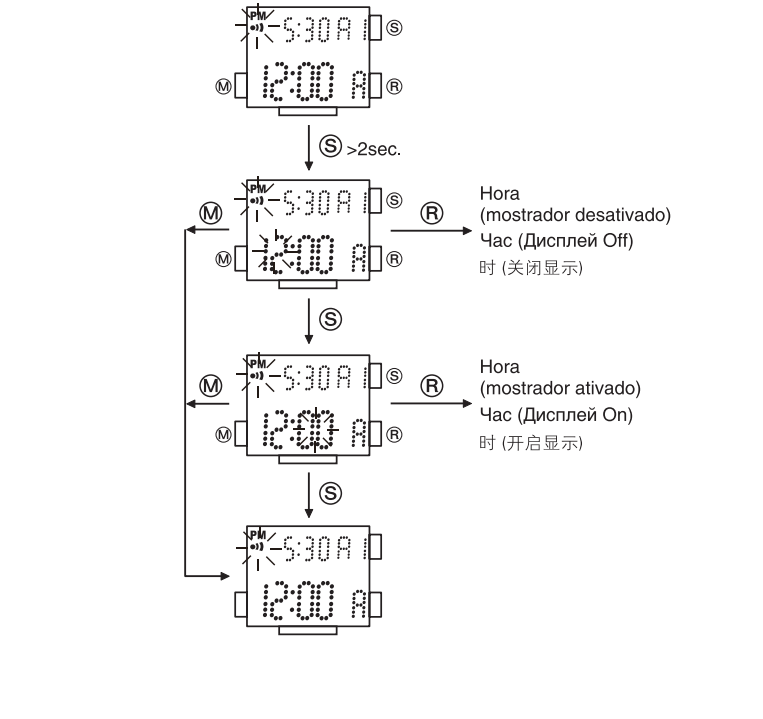 PM
5:30 A 1
S
12:00 A
M
R
S >2sec.
PM
5:30 A 1
S
M
R
Hora
(mostrador desativado)
Час (Дисплей Off)
时 (关闭显示)
12:00 A
M
R
S
PM
5:30 A 1
S
M
R
Hora
(mostrador ativado)
Час (Дисплей On)
时 (开启显示)
12:00 A
M
R
S
PM
5:30 A 1
12:00 A